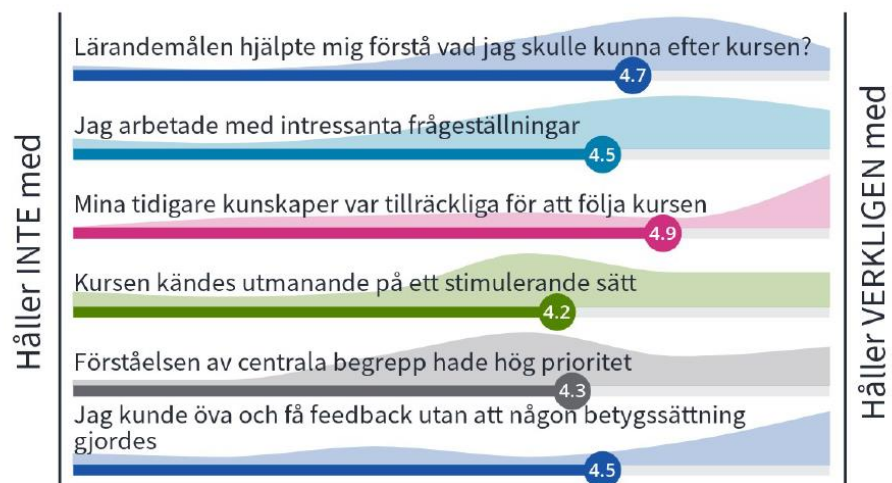 Håller INTE med
Lärandemålen hjälpte mig förstå vad jag skulle kunna efter kursen?
4.7
Jag arbetade med intressanta frågeställningar
4.5
Mina tidigare kunskaper var tillräckliga för att följa kursen
4.9
Kursen kändes utmanande på ett stimulerande sätt
4.2
Förståelsen av centrala begrepp hade hög prioritet
4.3
Jag kunde öva och få feedback utan att någon betygssättning
gjordes
4.5
Håller VERKLIGEN med